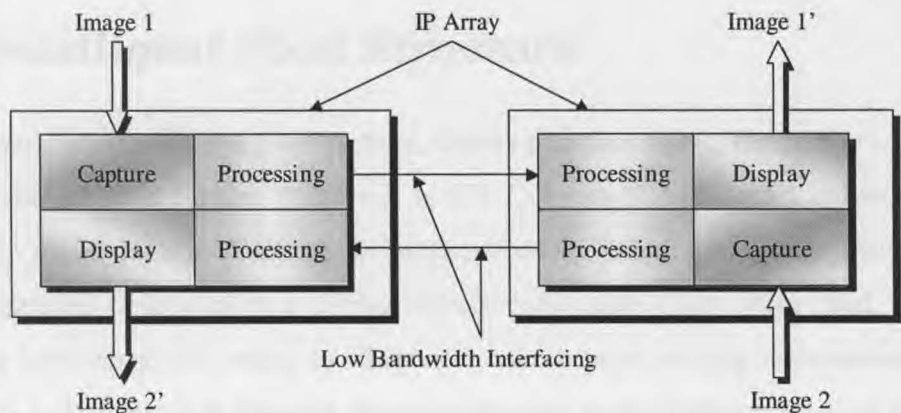 Image 1
IP Array
Image 1'
Capture
Processing
Processing
Display
Display
Processing
Processing
Capture
Low Bandwidth Interfacing
Image 2'
Image 2